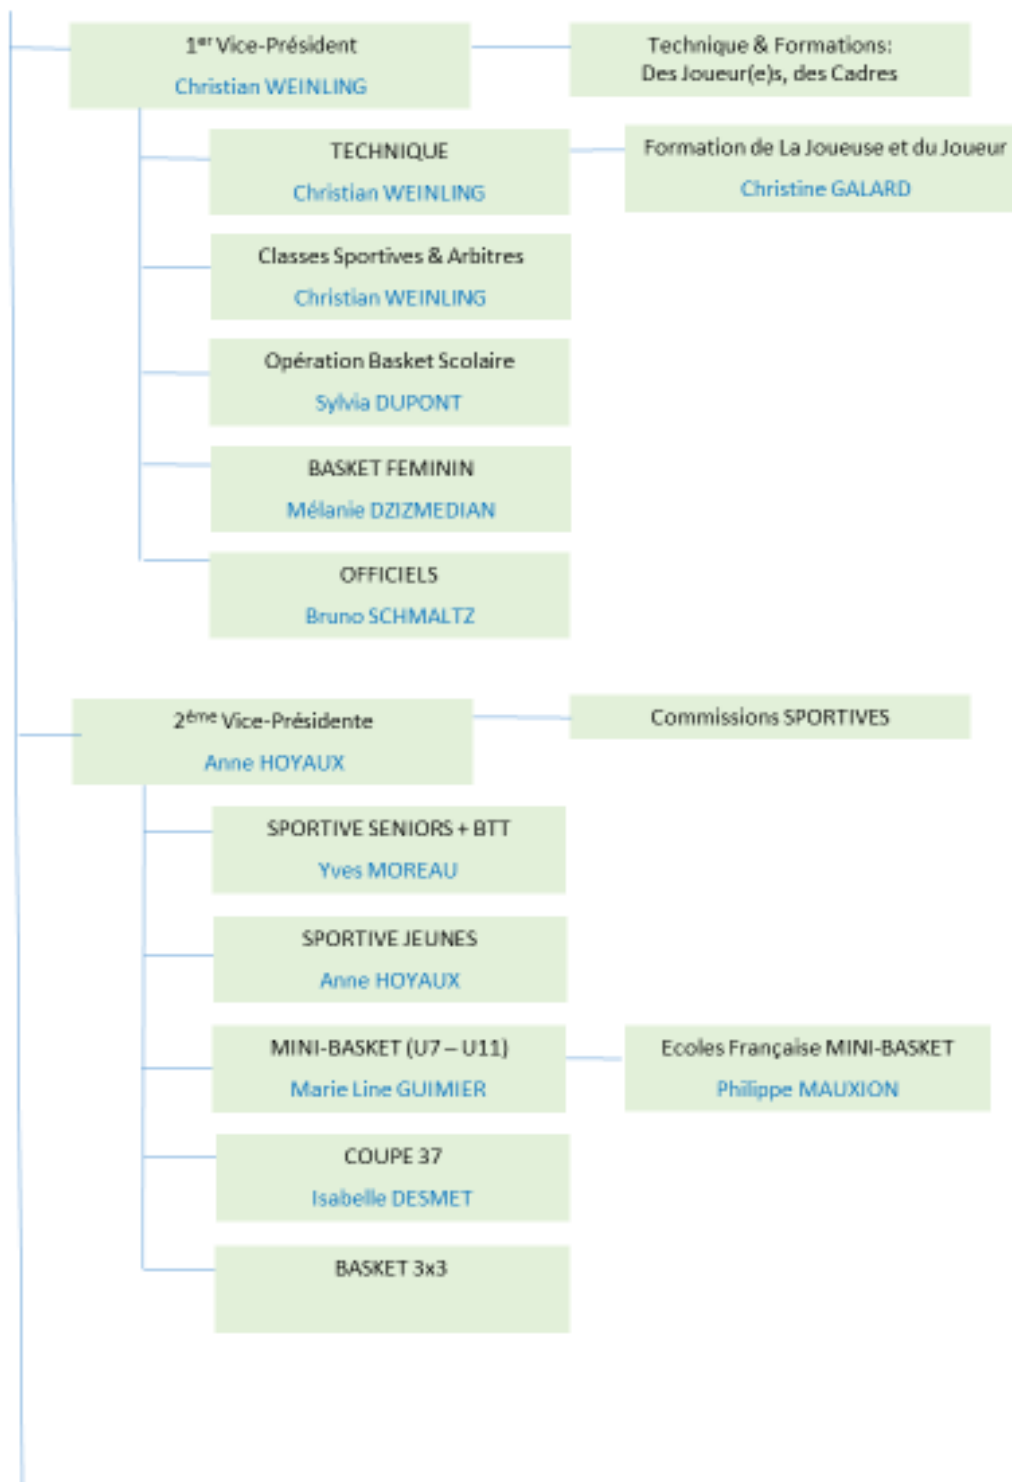 1er Vice-Président
Christian WEINLING
Technique & Formations:
Des Joueur(e)s, des Cadres
TECHNIQUE
Christian WEINLING
Formation de La Joueuse et du Joueur
Christine GALARD
Classes Sportives & Arbitres
Christian WEINLING
Opération Basket Scolaire
Sylvia DUPONT
BASKET FEMININ
Mélanie DZIZMEDIAN
OFFICIELS
Bruno SCHMALTZ
2éme Vice-Présidente
Anne HOYAUX
Commissions SPORTIVES
SPORTIVE SENIORS + BTT
Yves MOREAU
SPORTIVE JEUNES
Anne HOYAUX
MINI-BASKET (U7 – U11)
Marie Line GUIMIER
Ecoles Française MINI-BASKET
Philippe MAUXION
COUPE 37
Isabelle DESMET
BASKET 3x3